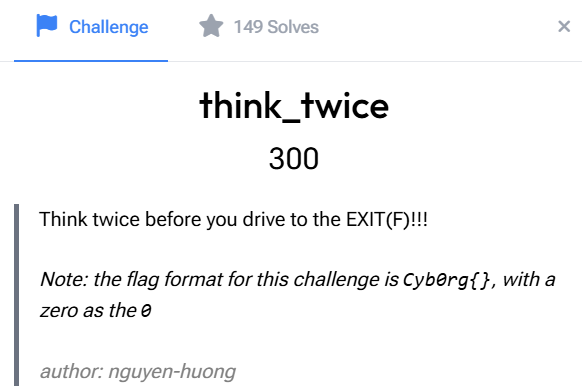 Challenge
149 Solves
×
think_twice
300
Think twice before you drive to the EXIT(F)!!!
Note: the flag format for this challenge is Cyb0rg{}, with a
zero as the 0
author: nguyen-huong